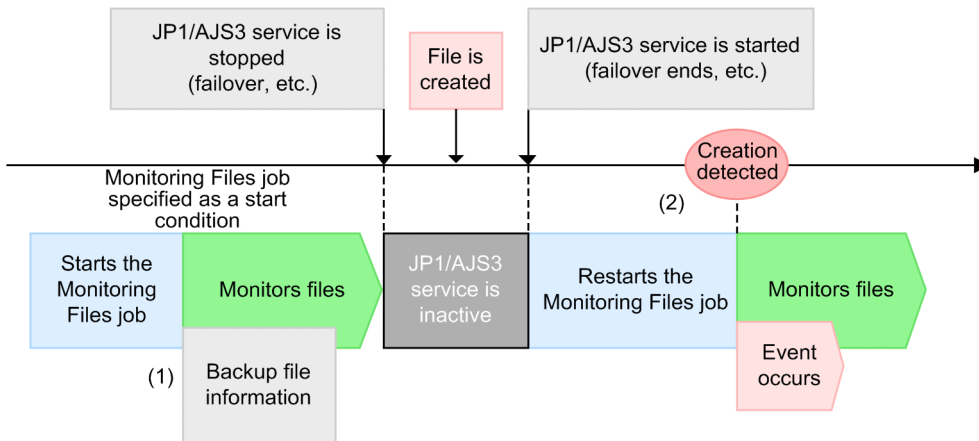 JP1/AJS3 service is
stopped
(failover, etc.)
File is
created
JP1/AJS3 service is started
(failover ends, etc.)
Creation
detected
Monitoring Files job
specified as a start
condition
(2)
Starts the
Monitoring
Files job
Monitors files
JP1/AJS3
service is
inactive
Restarts the
Monitoring Files job
Monitors files
(1)
Backup file
information
Event
occurs